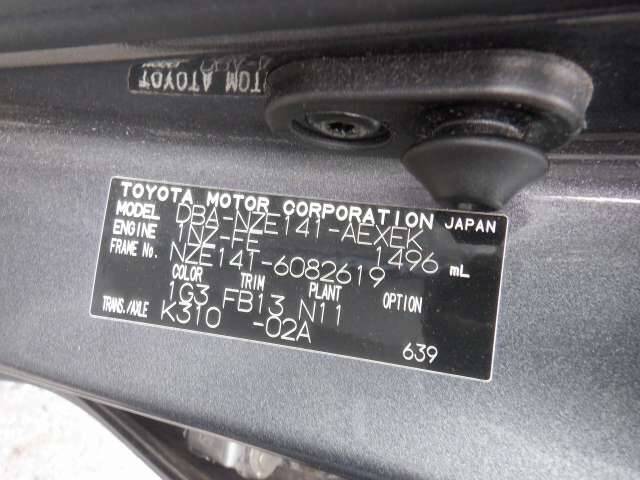 TOYOTA MOTOR CORPORATION JAPAN
MODEL DBA-NZE141-AEXEK
ENGINE 1NZ-FE 1496 mL
FRAME No. NZE141-6082619
COLOR TRIM PLANT OPTION
1G3 FB13 N11
TRANS./AXLE K310 -02A
639